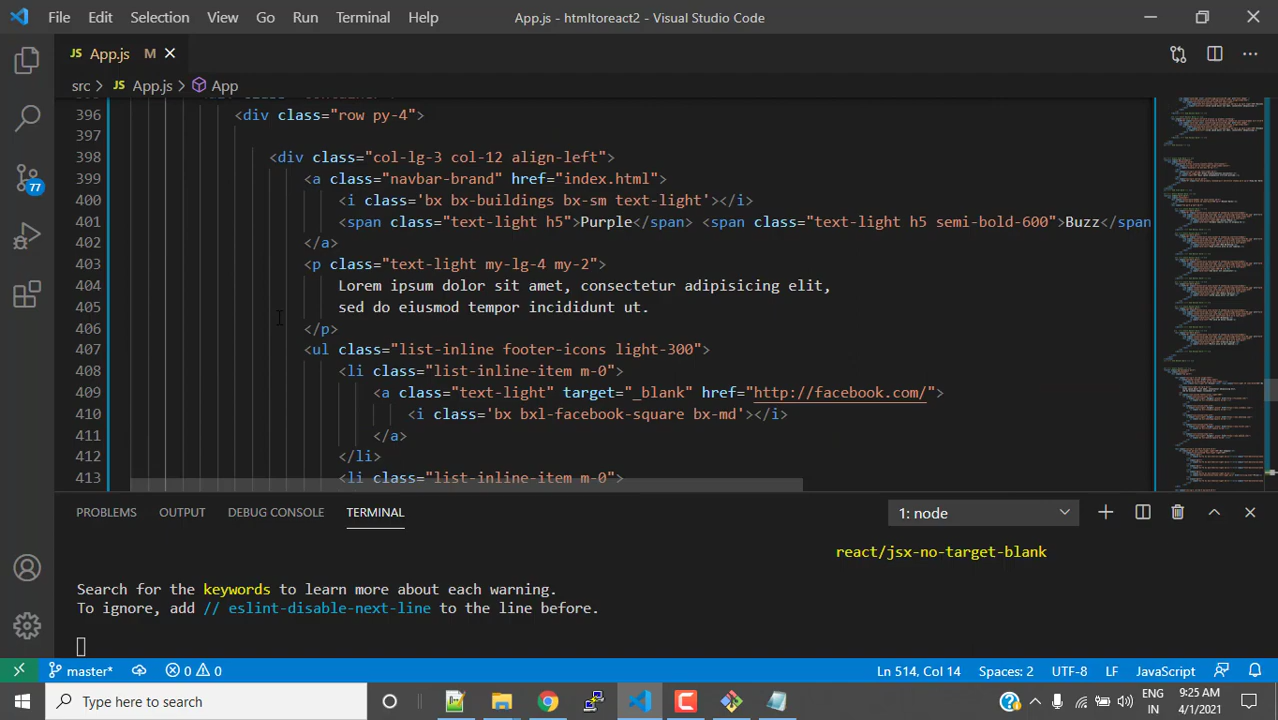 File Edit Selection View Go Run Terminal Help App.js - htmltoreact2 - Visual Studio Code
JS App.js M
src > JS App.js > App
396 <div class="row py-4">
397
398 <div class="col-lg-3 col-12 align-left">
399 <a class="navbar-brand" href="index.html">
400 <i class='bx bx-buildings bx-sm text-light'></i>
401 <span class="text-light h5">Purple</span> <span class="text-light h5 semi-bold-600">Buzz</span
402 </a>
403 <p class="text-light my-lg-4 my-2">
404 Lorem ipsum dolor sit amet, consectetur adipisicing elit,
405 sed do eiusmod tempor incididunt ut.
406 </p>
407 <ul class="list-inline footer-icons light-300">
408 <li class="list-inline-item m-0">
409 <a class="text-light" target="_blank" href="http://facebook.com/">
410 <i class='bx bxl-facebook-square bx-md'></i>
411 </a>
412 </li>
413 <li class="list-inline-item m-0">
77
PROBLEMS OUTPUT DEBUG CONSOLE TERMINAL 1: node
react/jsx-no-target-blank
Search for the keywords to learn more about each warning.
To ignore, add // eslint-disable-next-line to the line before.
master* 0 0 Ln 514, Col 14 Spaces: 2 UTF-8 LF JavaScript
Type here to search
ENG
IN
9:25 AM
4/1/2021